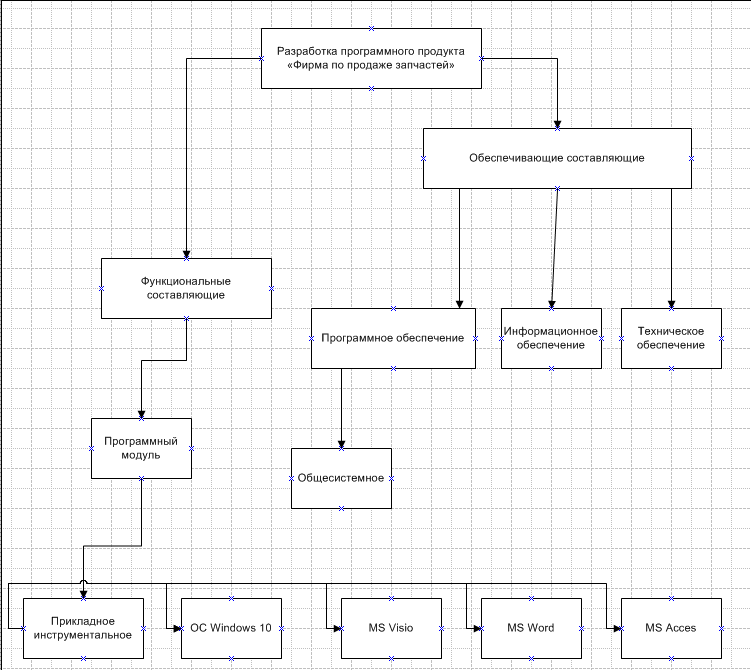 Разработка программного продукта
«Фирма по продаже запчастей»
Обеспечивающие составляющие
Функциональные
составляющие
Программное обеспечение
Информационное
обеспечение
Техническое
обеспечение
Программный
модуль
Общесистемное
Прикладное
инструментальное
ОС Windows 10
MS Visio
MS Word
MS Acces